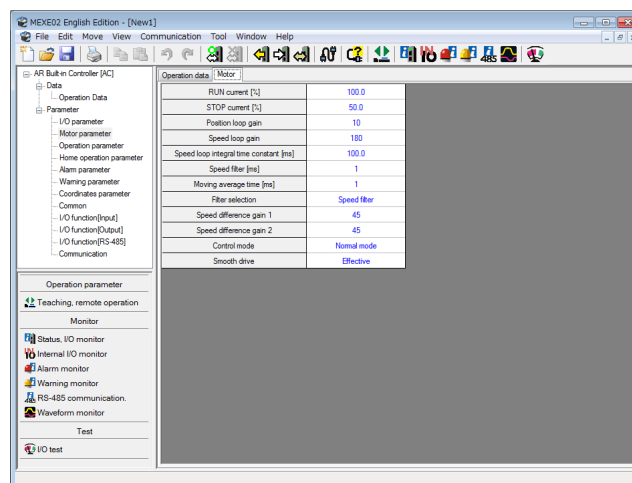 MEXE02 English Edition - [New1]
File Edit Move View Communication Tool Window Help
AR Built-in Controller [AC]
Data
Operation Data
Parameter
I/O parameter
Motor parameter
Operation parameter
Home operation parameter
Alarm parameter
Warning parameter
Coordinates parameter
Common
I/O function[Input]
I/O function[Output]
I/O function[RS-485]
Communication
Operation parameter
Teaching, remote operation
Monitor
Status, I/O monitor
Internal I/O monitor
Alarm monitor
Warning monitor
RS-485 communication.
Waveform monitor
Test
I/O test
Operation data Motor
RUN current [%] 100.0
STOP current [%] 50.0
Position loop gain 10
Speed loop gain 180
Speed loop integral time constant [ms] 100.0
Speed filter [ms] 1
Moving average time [ms] 1
Filter selection Speed filter
Speed difference gain 1 45
Speed difference gain 2 45
Control mode Normal mode
Smooth drive Effective